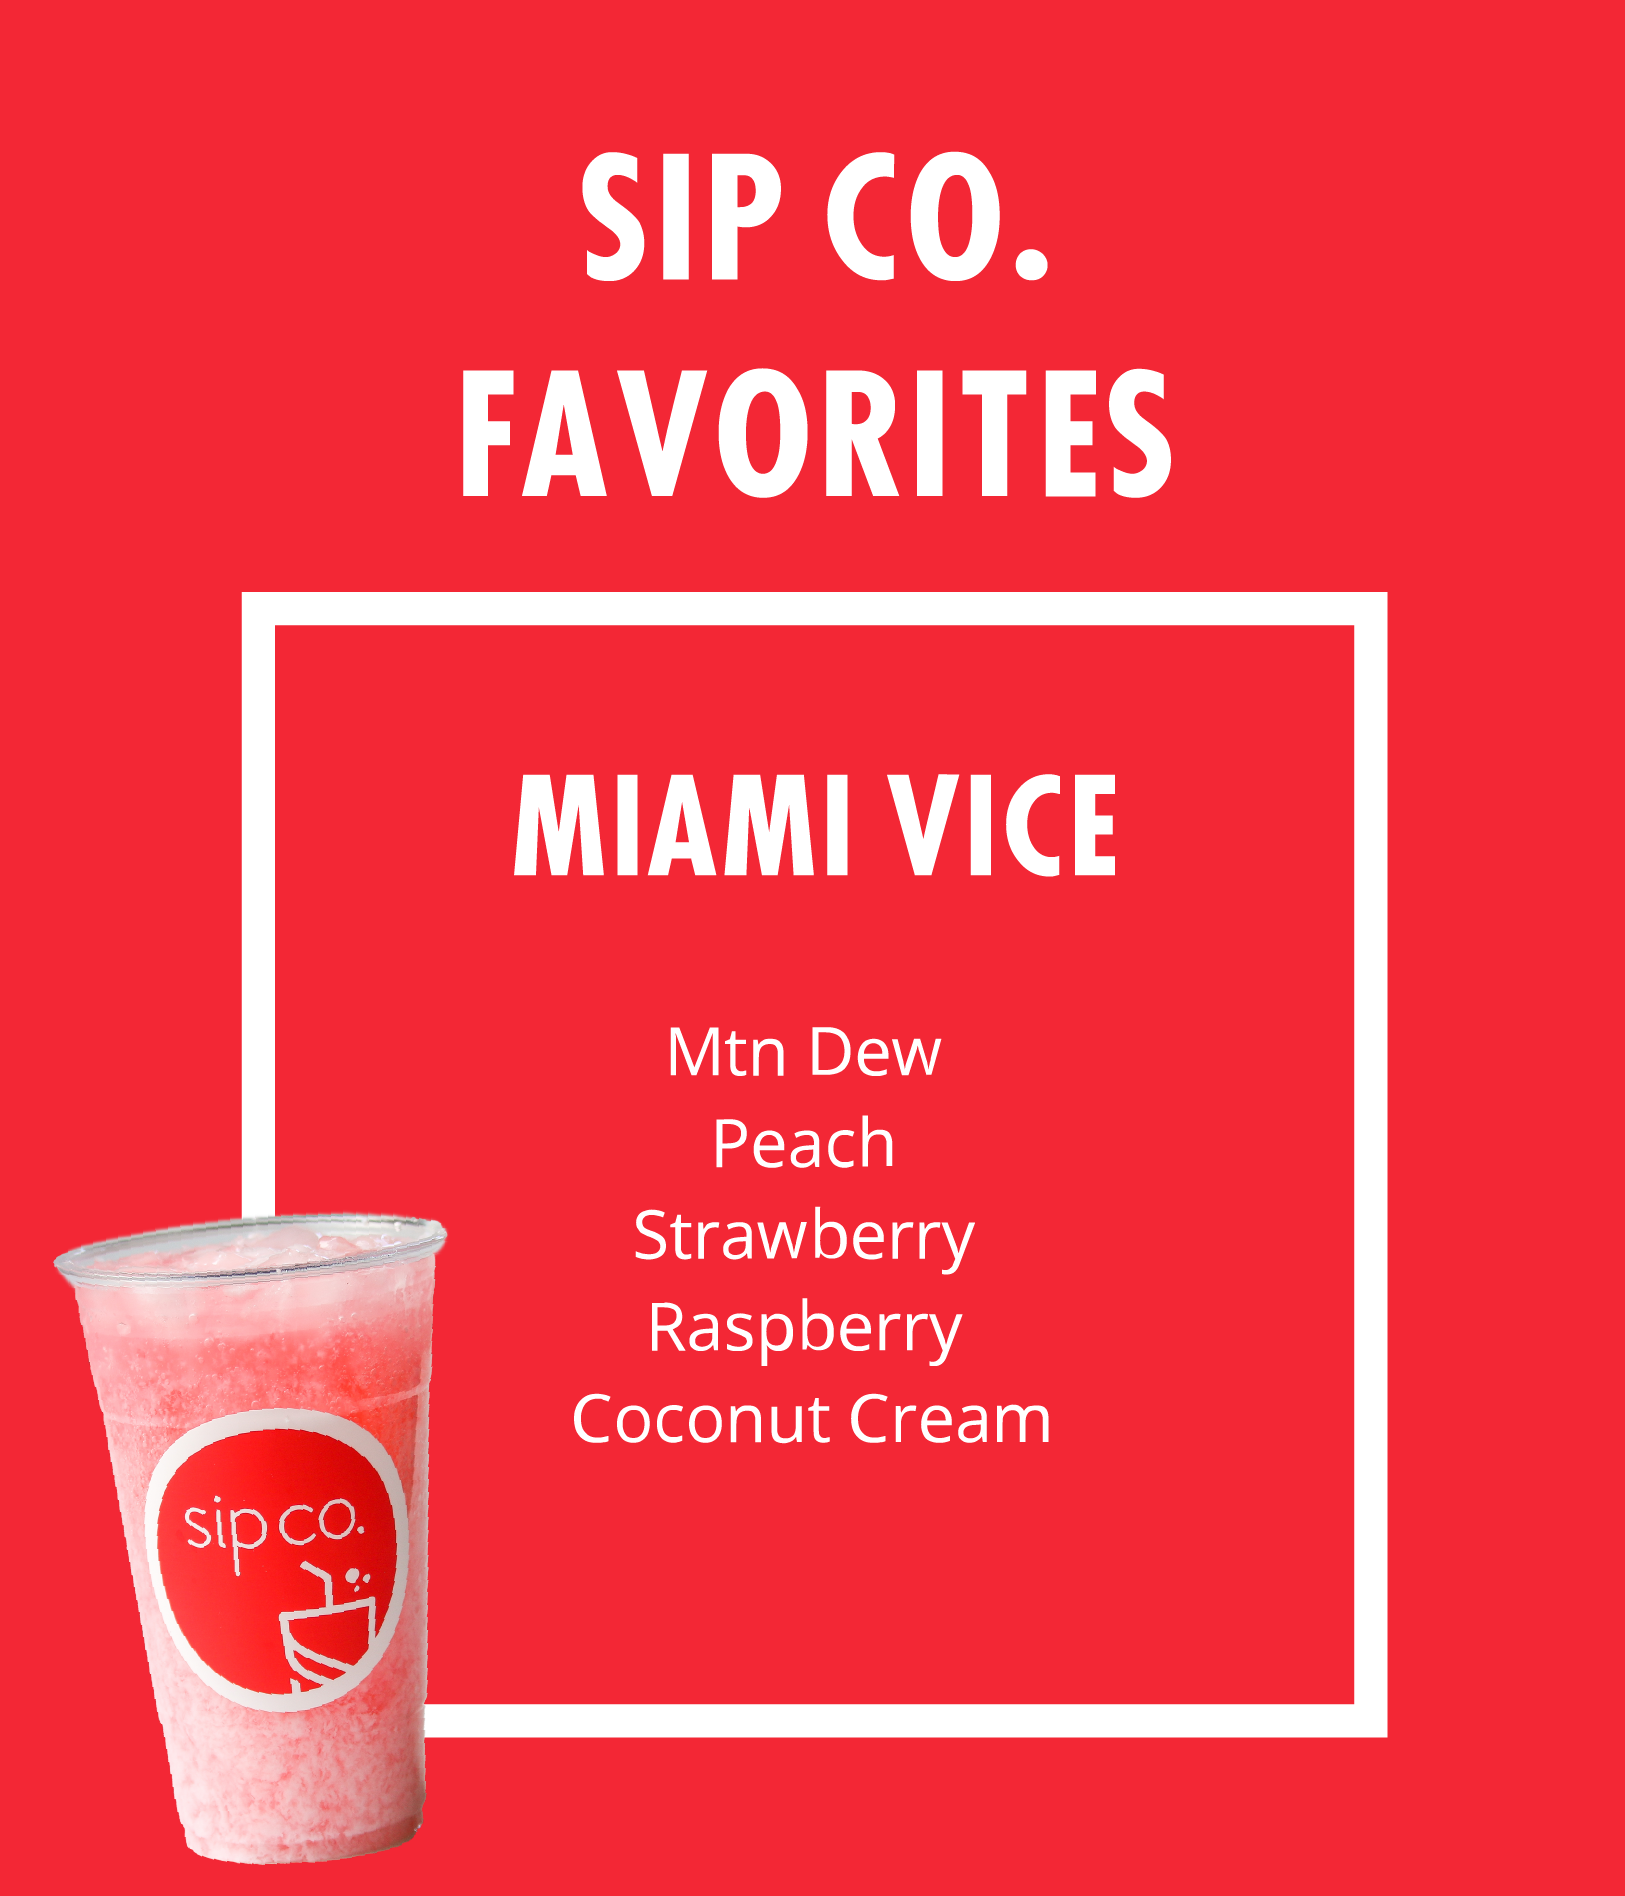 SIP CO.
FAVORITES
MIAMI VICE
Mtn Dew
Peach
Strawberry
Raspberry
Coconut Cream
sip co.